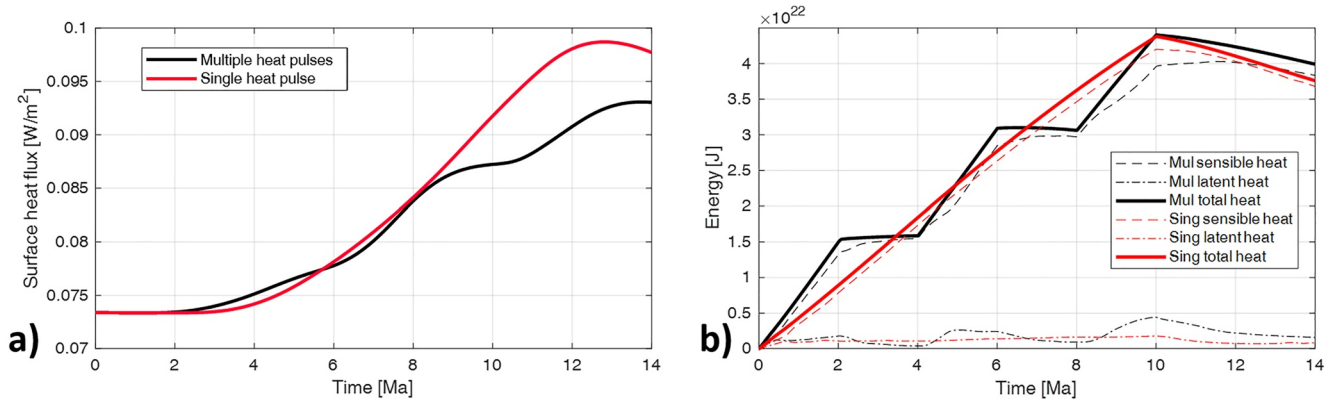 0.1
0.095
0.09
0.085
0.08
0.075
0.07
0 2 4 6 8 10 12 14
Surface heat flux [W/m2]
Time [Ma]
Multiple heat pulses
Single heat pulse
a)
×10²²
4
3.5
3
2.5
2
1.5
1
0.5
0
0 2 4 6 8 10 12 14
Energy [J]
Time [Ma]
Mul sensible heat
Mul latent heat
Mul total heat
Sing sensible heat
Sing latent heat
Sing total heat
b)